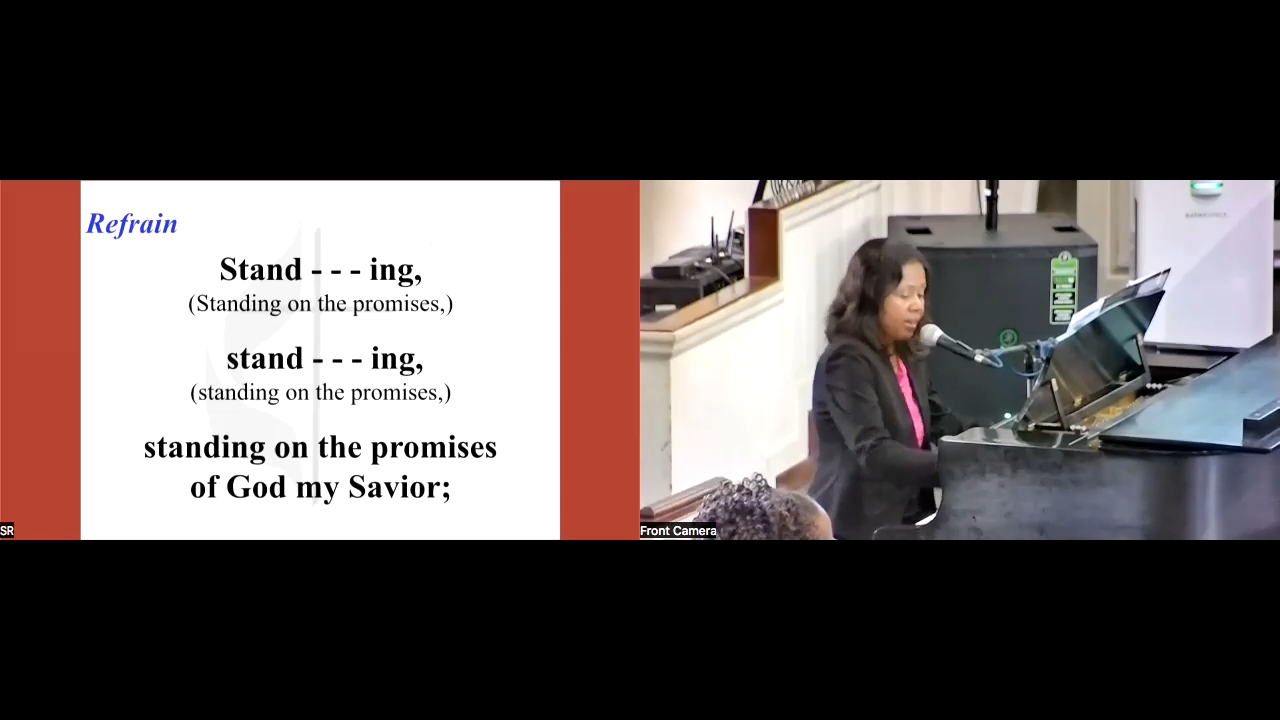 Refrain
Stand - - - ing,
(Standing on the promises,)
stand - - - ing,
(standing on the promises,)
standing on the promises
of God my Savior;
SR
Front Camera